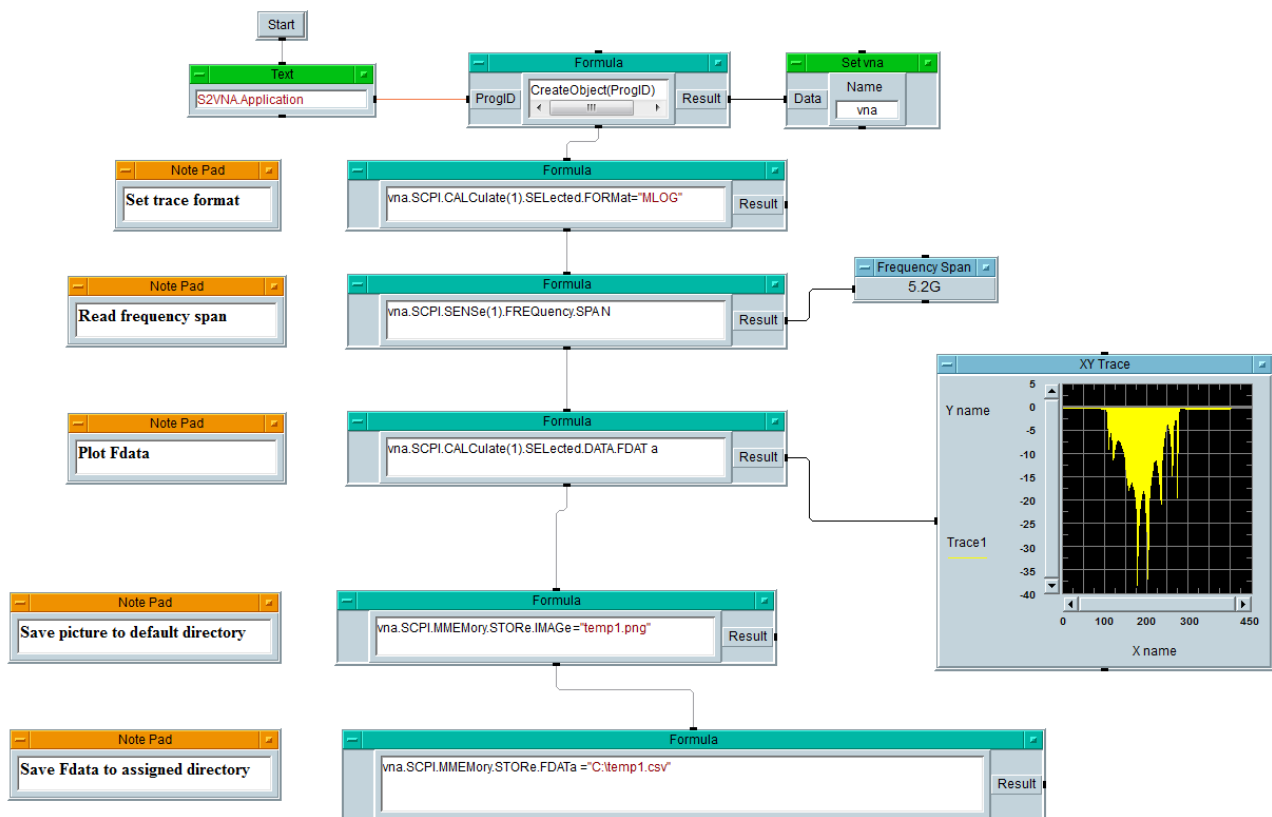 Start
Text
S2VNA.Application
Formula
ProgID
CreateObject(ProgID)
Result
Set vna
Data
Name
vna
Note Pad
Set trace format
Formula
vna.SCPI.CALCulate(1).SELected.FORMat="MLOG"
Result
Note Pad
Read frequency span
Formula
vna.SCPI.SENSe(1).FREQuency.SPAN
Result
Frequency Span
5.2G
Note Pad
Plot Fdata
Formula
vna.SCPI.CALCulate(1).SELected.DATA.FDAT a
Result
XY Trace
Y name
Trace1
5
0
-5
-10
-15
-20
-25
-30
-35
-40
0 100 200 300 450
X name
Note Pad
Save picture to default directory
Formula
vna.SCPI.MMEMory.STORe.IMAGe="temp1.png"
Result
Note Pad
Save Fdata to assigned directory
Formula
vna.SCPI.MMEMory.STORe.FDATa ="C:\temp1.csv"
Result